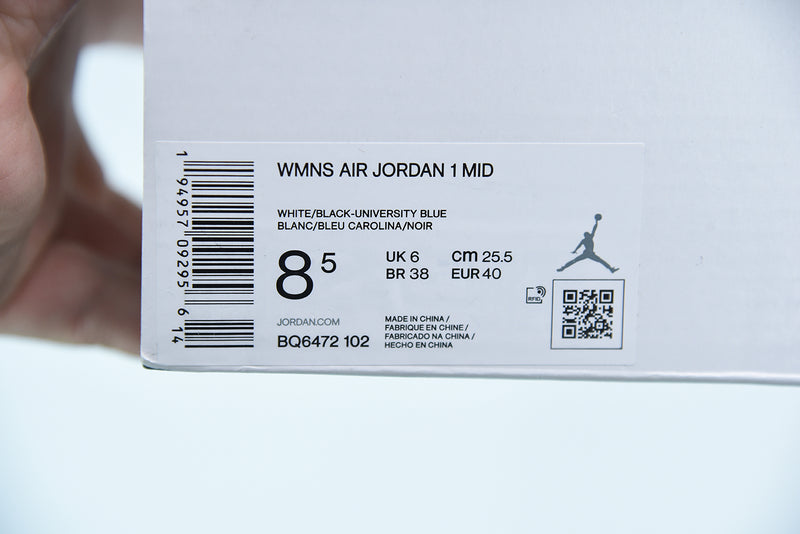 WMNS AIR JORDAN 1 MID
WHITE/BLACK-UNIVERSITY BLUE
BLANC/BLEU CAROLINA/NOIR
8 5
UK 6 cm 25.5
BR 38 EUR 40
JORDAN.COM
BQ6472 102
MADE IN CHINA /
FABRIQUE EN CHINE /
FABRICADO NA CHINA /
HECHO EN CHINA
RFID
1 94957 09295 6 14